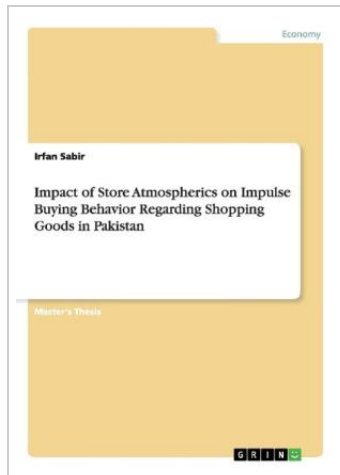 Economy
Irfan Sabir
Impact of Store Atmospherics on Impulse
Buying Behavior Regarding Shopping
Goods in Pakistan
Master's Thesis
GRIN